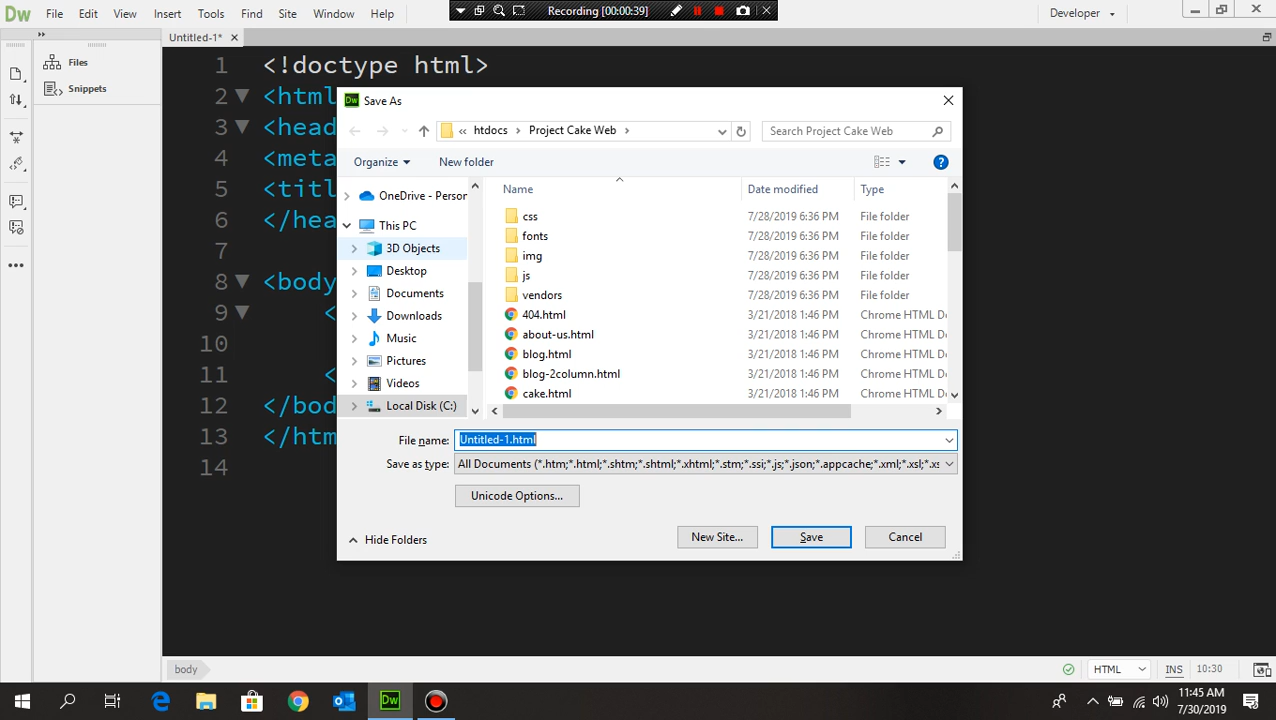 Dw File Edit View Insert Tools Find Site Window Help
Recording [00:00:39]
Developer
Untitled-1*
Files
Snippets
1 <!doctype html>
2 <html
3 <head
4 <meta
5 <titl
6 </hea
7
8 <body
9 <
10
11 <
12 </bod
13 </htm
14
Dw Save As
« htdocs › Project Cake Web ›
Search Project Cake Web
Organize New folder
?
OneDrive - Person
This PC
3D Objects
Desktop
Documents
Downloads
Music
Pictures
Videos
Local Disk (C:)
Name Date modified Type
css 7/28/2019 6:36 PM File folder
fonts 7/28/2019 6:36 PM File folder
img 7/28/2019 6:36 PM File folder
js 7/28/2019 6:36 PM File folder
vendors 7/28/2019 6:36 PM File folder
404.html 3/21/2018 1:46 PM Chrome HTML Do
about-us.html 3/21/2018 1:46 PM Chrome HTML Do
blog.html 3/21/2018 1:46 PM Chrome HTML Do
blog-2column.html 3/21/2018 1:46 PM Chrome HTML Do
cake.html 3/21/2018 1:46 PM Chrome HTML Do
File name: Untitled-1.html
Save as type: All Documents (*.htm;*.html;*.shtm;*.shtml;*.xhtml;*.stm;*.ssi;*.js;*.json;*.appcache;*.xml;*.xsl;*.xs
Unicode Options...
Hide Folders
New Site... Save Cancel
body
HTML INS 10:30
Dw
11:45 AM
7/30/2019